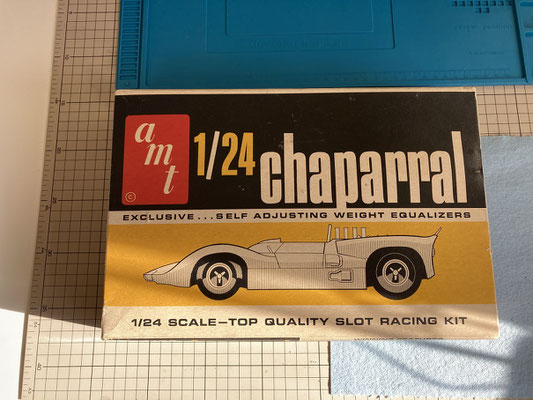 amt
©
1/24 chaparral
EXCLUSIVE...SELF ADJUSTING WEIGHT EQUALIZERS
1/24 SCALE-TOP QUALITY SLOT RACING KIT